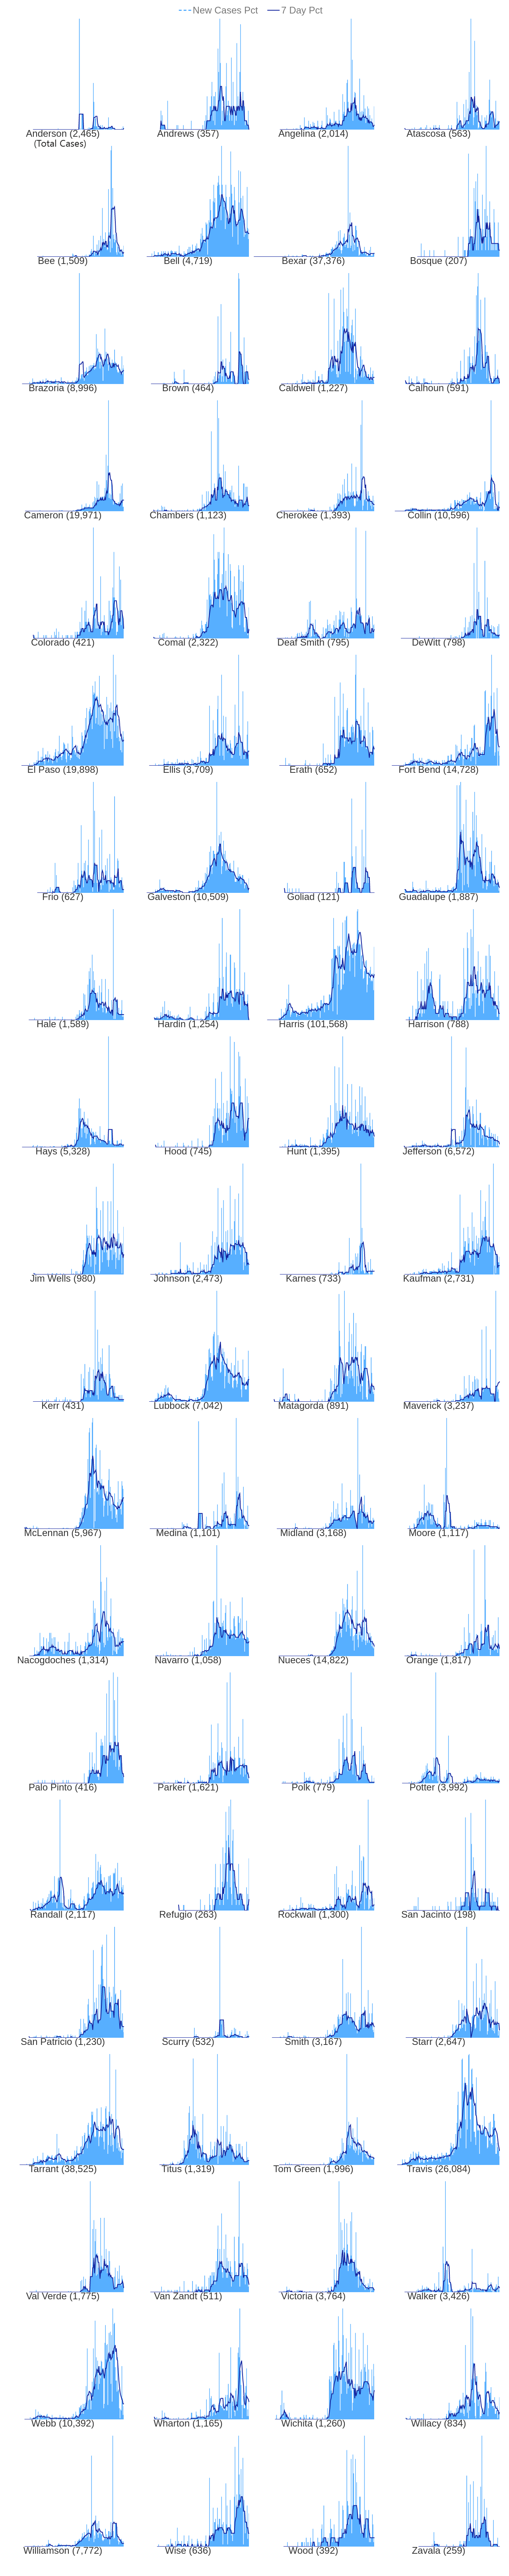 New Cases Pct 7 Day Pct
Anderson (2,465) Andrews (357) Angelina (2,014) Atascosa (563)
(Total Cases)
Bee (1,509) Bell (4,719) Bexar (37,376) Bosque (207)
Brazoria (8,996) Brown (464) Caldwell (1,227) Calhoun (591)
Cameron (19,971) Chambers (1,123) Cherokee (1,393) Collin (10,596)
Colorado (421) Comal (2,322) Deaf Smith (795) DeWitt (798)
El Paso (19,898) Ellis (3,709) Erath (652) Fort Bend (14,728)
Frio (627) Galveston (10,509) Goliad (121) Guadalupe (1,887)
Hale (1,589) Hardin (1,254) Harris (101,568) Harrison (788)
Hays (5,328) Hood (745) Hunt (1,395) Jefferson (6,572)
Jim Wells (980) Johnson (2,473) Karnes (733) Kaufman (2,731)
Kerr (431) Lubbock (7,042) Matagorda (891) Maverick (3,237)
McLennan (5,967) Medina (1,101) Midland (3,168) Moore (1,117)
Nacogdoches (1,314) Navarro (1,058) Nueces (14,822) Orange (1,817)
Palo Pinto (416) Parker (1,621) Polk (779) Potter (3,992)
Randall (2,117) Refugio (263) Rockwall (1,300) San Jacinto (198)
San Patricio (1,230) Scurry (532) Smith (3,167) Starr (2,647)
Tarrant (38,525) Titus (1,319) Tom Green (1,996) Travis (26,084)
Val Verde (1,775) Van Zandt (511) Victoria (3,764) Walker (3,426)
Webb (10,392) Wharton (1,165) Wichita (1,260) Willacy (834)
Williamson (7,772) Wise (636) Wood (392) Zavala (259)